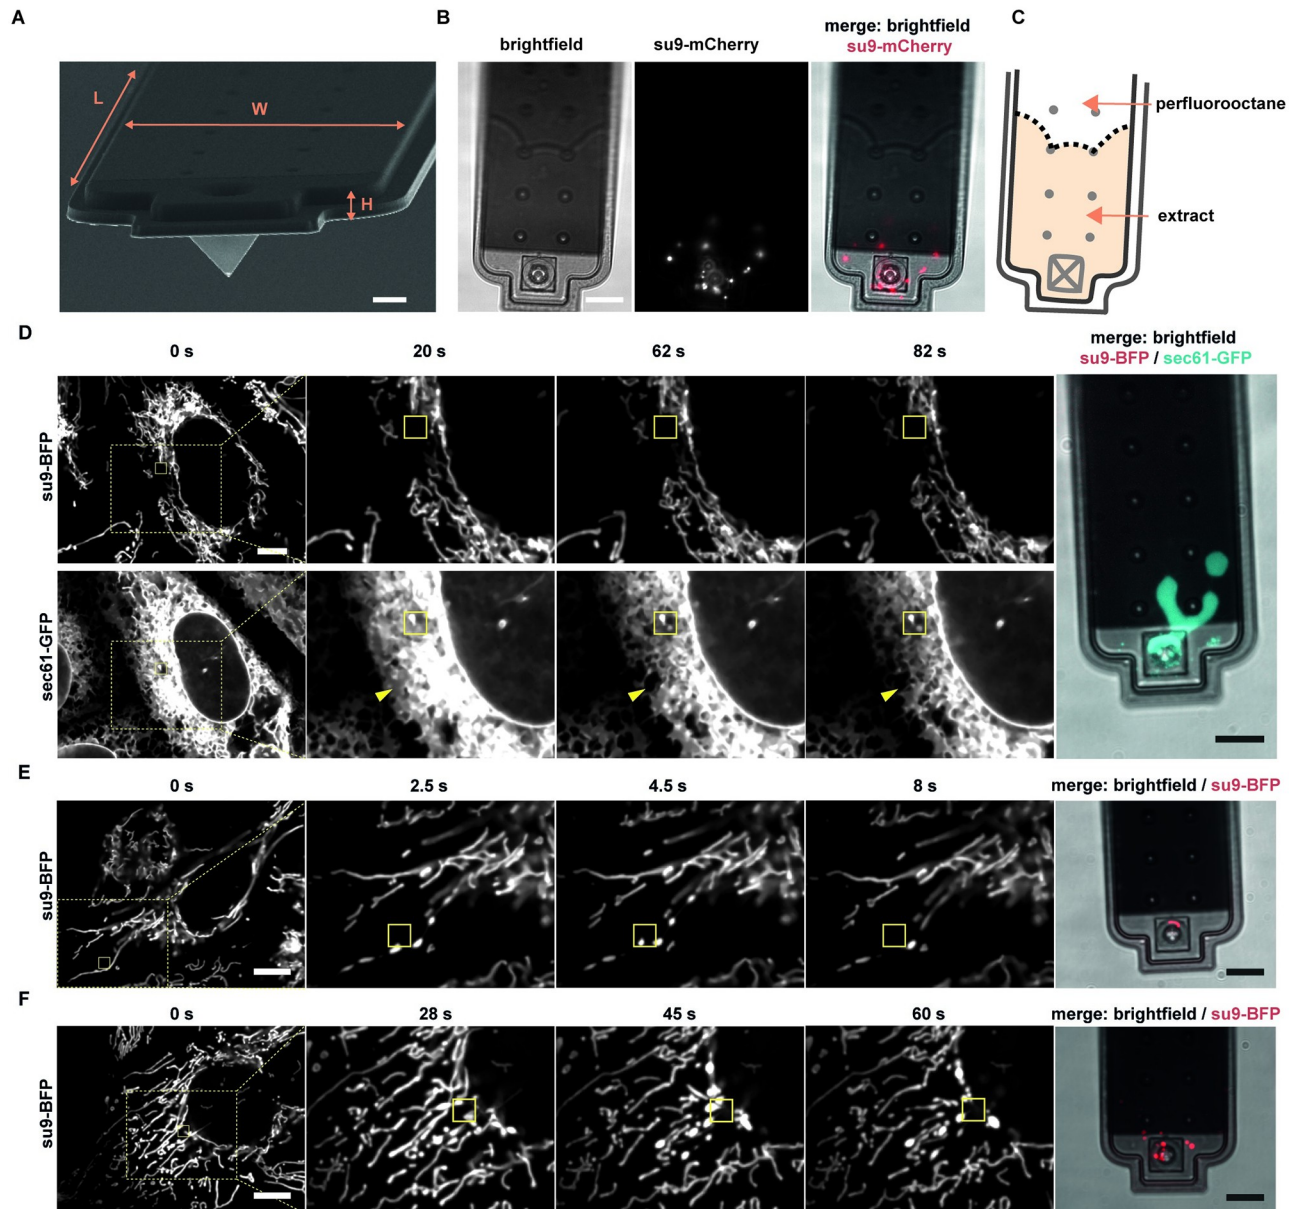 A
L
W
H
B
brightfield
su9-mCherry
merge: brightfield
su9-mCherry
C
perfluorooctane
extract
D
0 s
20 s
62 s
82 s
merge: brightfield
su9-BFP / sec61-GFP
su9-BFP
sec61-GFP
E
0 s
2.5 s
4.5 s
8 s
merge: brightfield / su9-BFP
su9-BFP
F
0 s
28 s
45 s
60 s
merge: brightfield / su9-BFP
su9-BFP